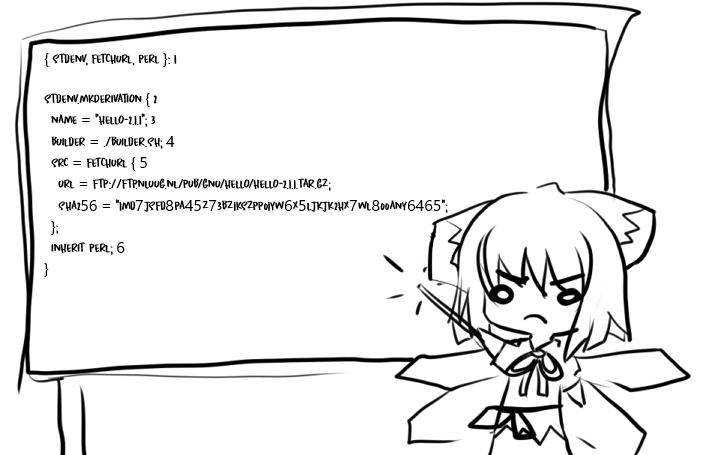 { STDENV, FETCHURL, PERL }: 1
STDENV.MKDERIVATION { 2
NAME = "HELLO-2.1.1"; 3
BUILDER = ./BUILDER.SH; 4
SRC = FETCHURL { 5
URL = FTP://FTP.NLUUG.NL/PUB/GNU/HELLO/HELLO-2.1.1.TAR.GZ;
SHA256 = "1MD7JSFD8PA45Z73BZ1KSZPP01YW6X5LJKJK2HX7WL800ANY6465";
};
INHERIT PERL; 6
}